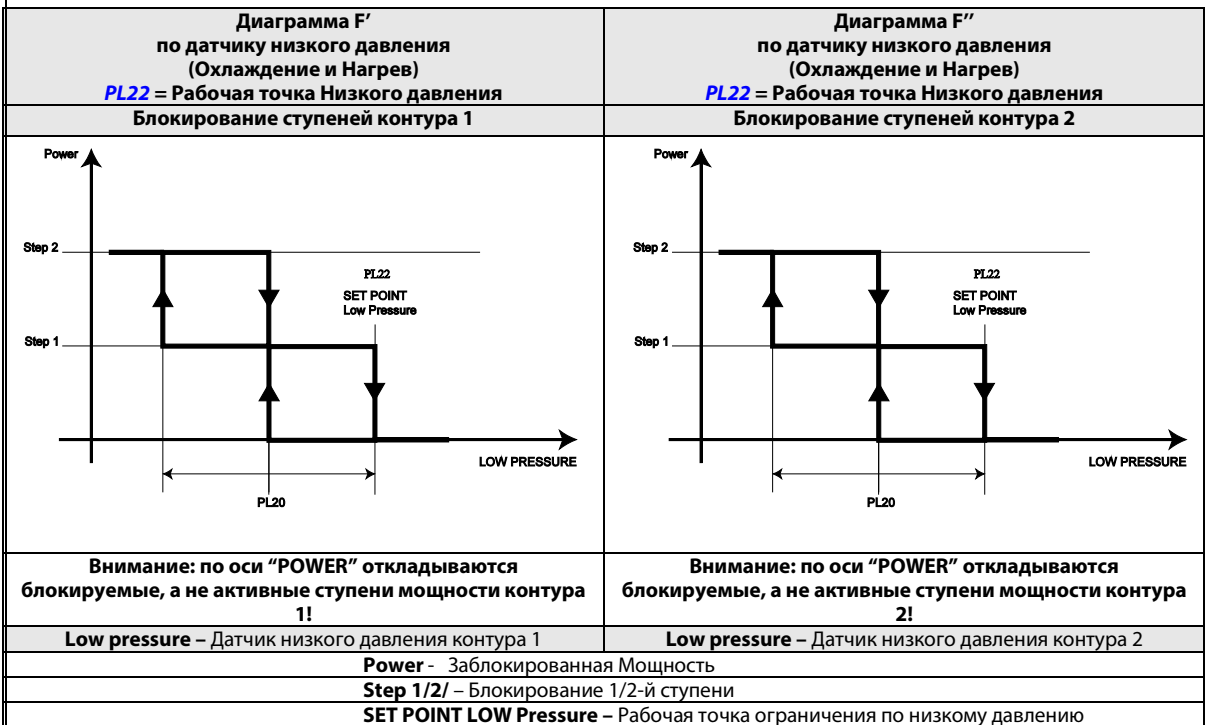 Диаграмма F’
по датчику низкого давления
(Охлаждение и Нагрев)
PL22 = Рабочая точка Низкого давления
Блокирование ступеней контура 1
Power
Step 2
PL22
SET POINT
Low Pressure
Step 1
LOW PRESSURE
PL20
Внимание: по оси “POWER” откладываются
блокируемые, а не активные ступени мощности контура
1!
Low pressure – Датчик низкого давления контура 1
Диаграмма F’’
по датчику низкого давления
(Охлаждение и Нагрев)
PL22 = Рабочая точка Низкого давления
Блокирование ступеней контура 2
Power
Step 2
PL22
SET POINT
Low Pressure
Step 1
LOW PRESSURE
PL20
Внимание: по оси “POWER” откладываются
блокируемые, а не активные ступени мощности контура
2!
Low pressure – Датчик низкого давления контура 2
Power - Заблокированная Мощность
Step 1/2/ – Блокирование 1/2-й ступени
SET POINT LOW Pressure – Рабочая точка ограничения по низкому давлению